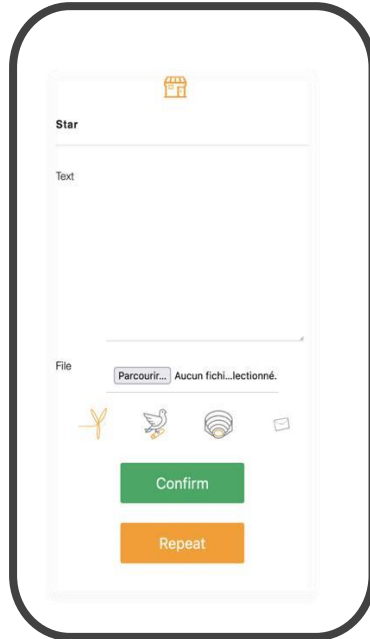 Star
Text
File
Parcourir... Aucun fichi...lectionné.
Confirm
Repeat